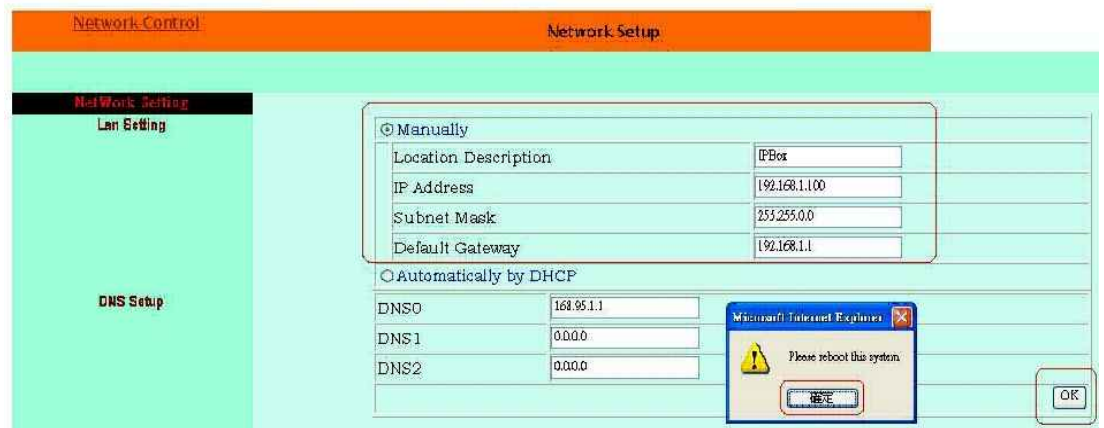 Network Control
Network Setup
NetWork Setting
Lan Setting
Manually
Location Description IPBox
IP Address 192.168.1.100
Subnet Mask 255.255.0.0
Default Gateway 192.168.1.1
Automatically by DHCP
DNS Setup
DNS0 168.95.1.1
DNS1 0.0.0.0
DNS2 0.0.0.0
Microsoft Internet Explorer
Please reboot this system
確定
OK